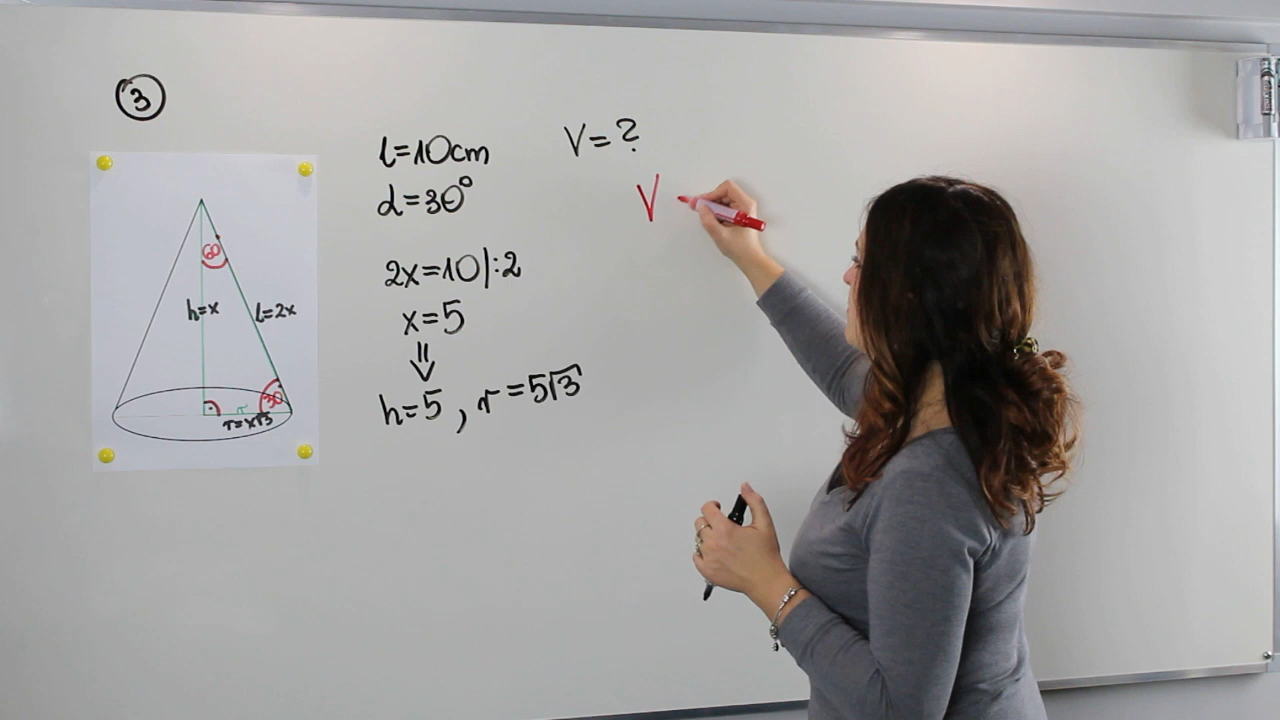 3
l=10cm
V=?
α=30°
V
2x=10|:2
x=5
⇓
h=5, r=5√3
60
h=x
l=2x
30
r
r=x√3